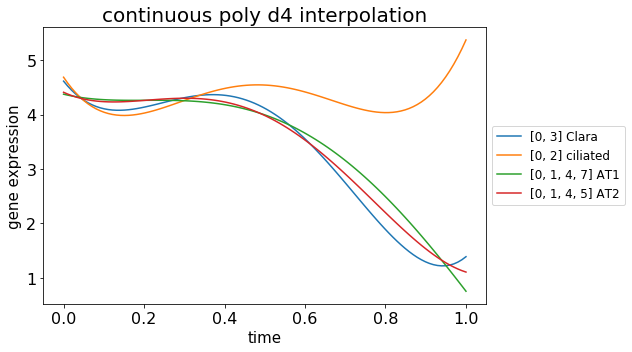 continuous poly d4 interpolation
gene expression
5
4
3
2
1
0.0 0.2 0.4 0.6 0.8 1.0
time
[0, 3] Clara
[0, 2] ciliated
[0, 1, 4, 7] AT1
[0, 1, 4, 5] AT2